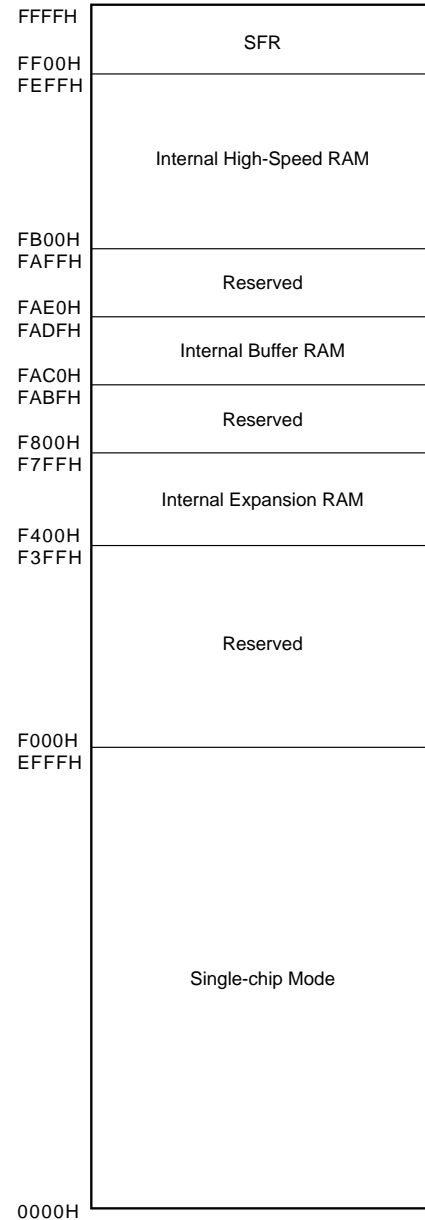 FFFFH
SFR
FF00H
FEFFH
Internal High-Speed RAM
FB00H
FAFFH
Reserved
FAE0H
FADFH
Internal Buffer RAM
FAC0H
FABFH
Reserved
F800H
F7FFH
Internal Expansion RAM
F400H
F3FFH
Reserved
F000H
EFFFH
Single-chip Mode
0000H